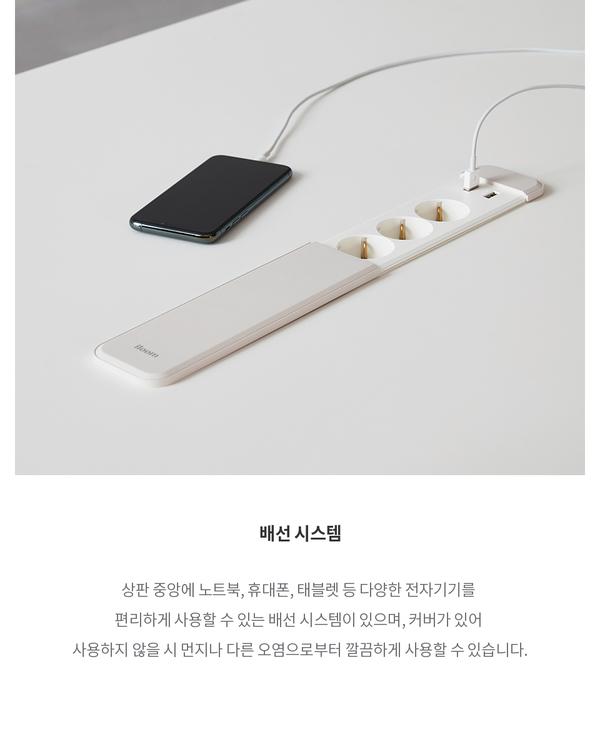 iloom
배선 시스템
상판 중앙에 노트북, 휴대폰, 태블렛 등 다양한 전자기기를
편리하게 사용할 수 있는 배선 시스템이 있으며, 커버가 있어
사용하지 않을 시 먼지나 다른 오염으로부터 깔끔하게 사용할 수 있습니다.